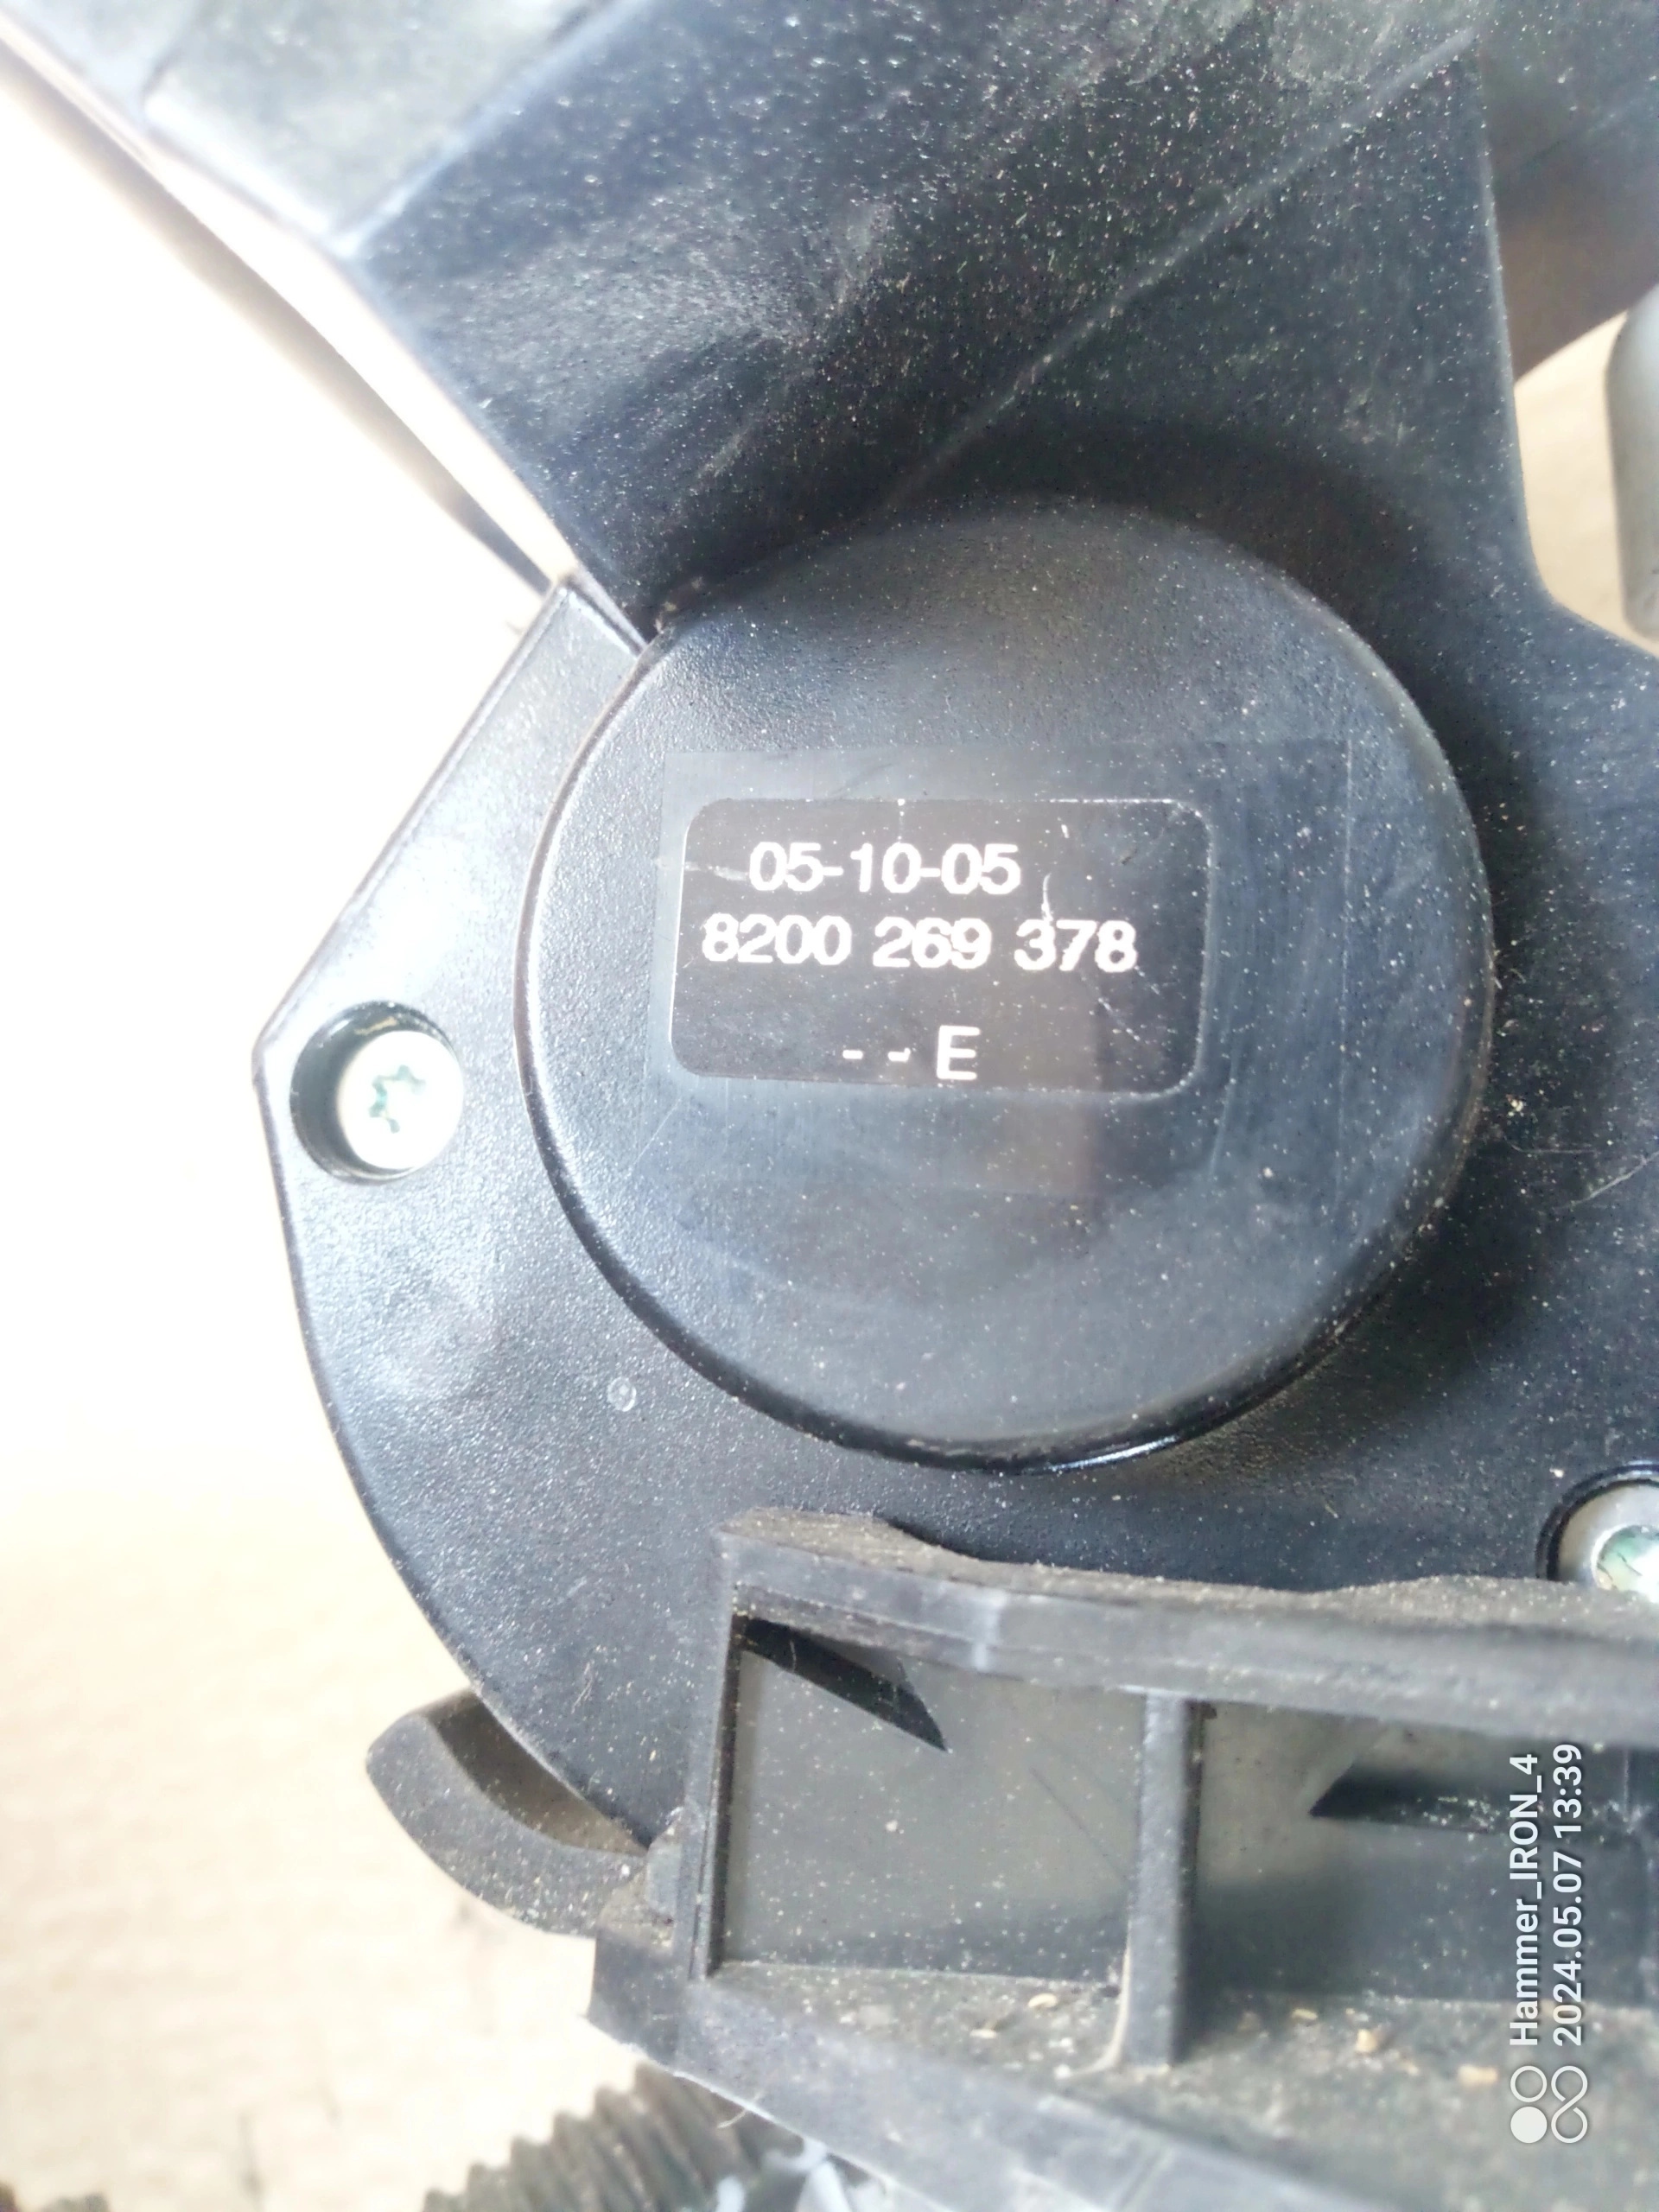 05-10-05
8200 269 378
- - E
Hammer_IRON_4
2024.05.07 13:39